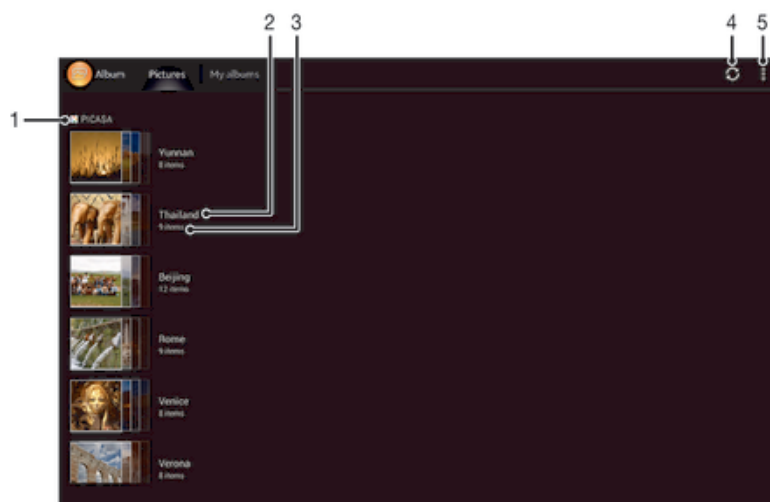 2 3 4 5
Album Pictures My albums
1 PICASA
Yunnan
8 items
Thailand
9 items
Beijing
12 items
Rome
9 items
Venice
8 items
Verona
8 items